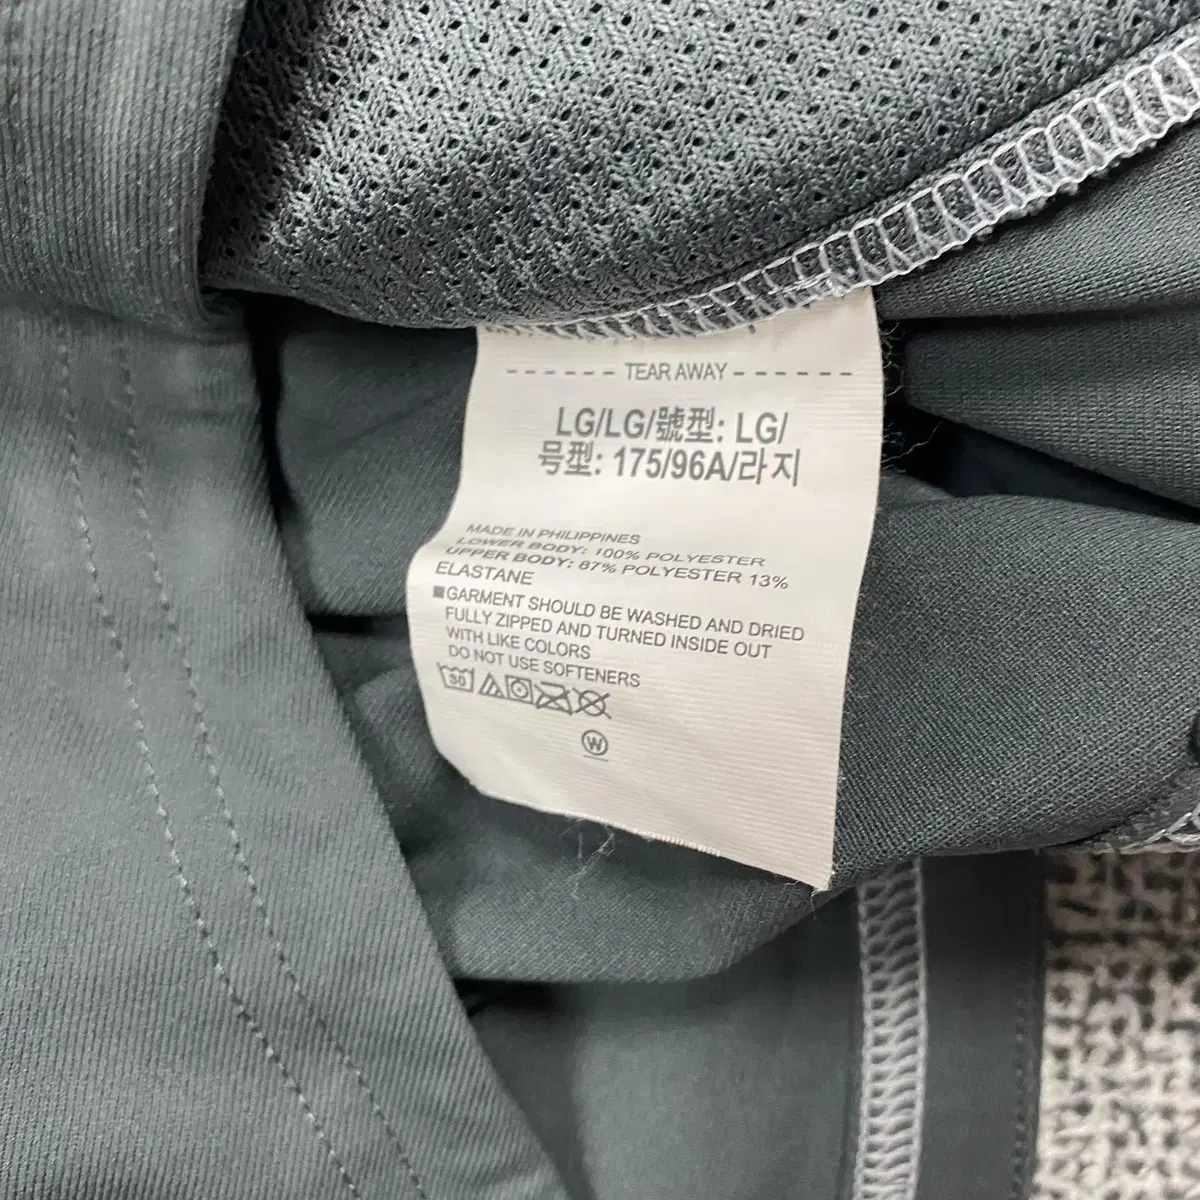 TEAR AWAY
LG/LG/號型: LG/
号型: 175/96A/라지
MADE IN PHILIPPINES
LOWER BODY: 100% POLYESTER
UPPER BODY: 87% POLYESTER 13%
ELASTANE
■GARMENT SHOULD BE WASHED AND DRIED
FULLY ZIPPED AND TURNED INSIDE OUT
WITH LIKE COLORS
DO NOT USE SOFTENERS
W